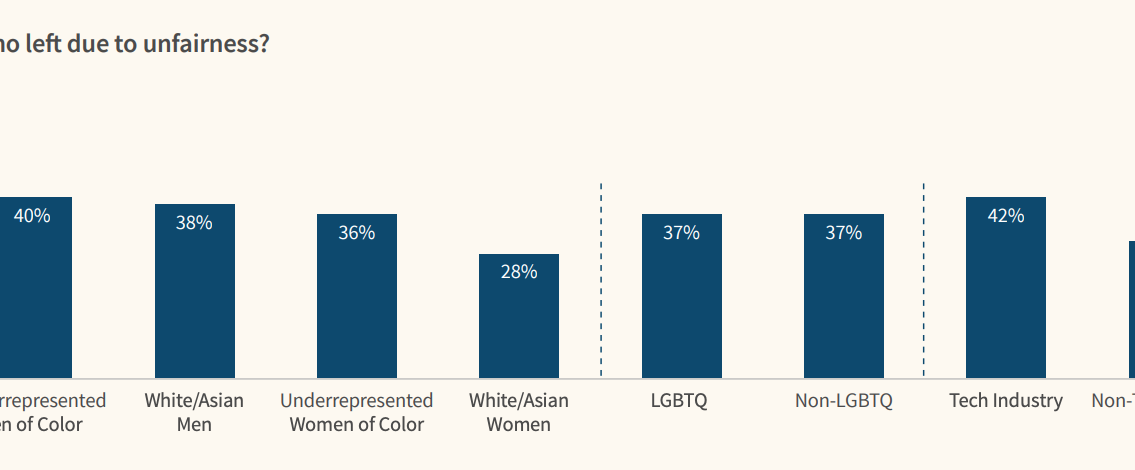 no left due to unfairness?
40%
38%
36%
28%
37%
37%
42%
rrepresented
n of Color
White/Asian
Men
Underrepresented
Women of Color
White/Asian
Women
LGBTQ
Non-LGBTQ
Tech Industry
Non-T